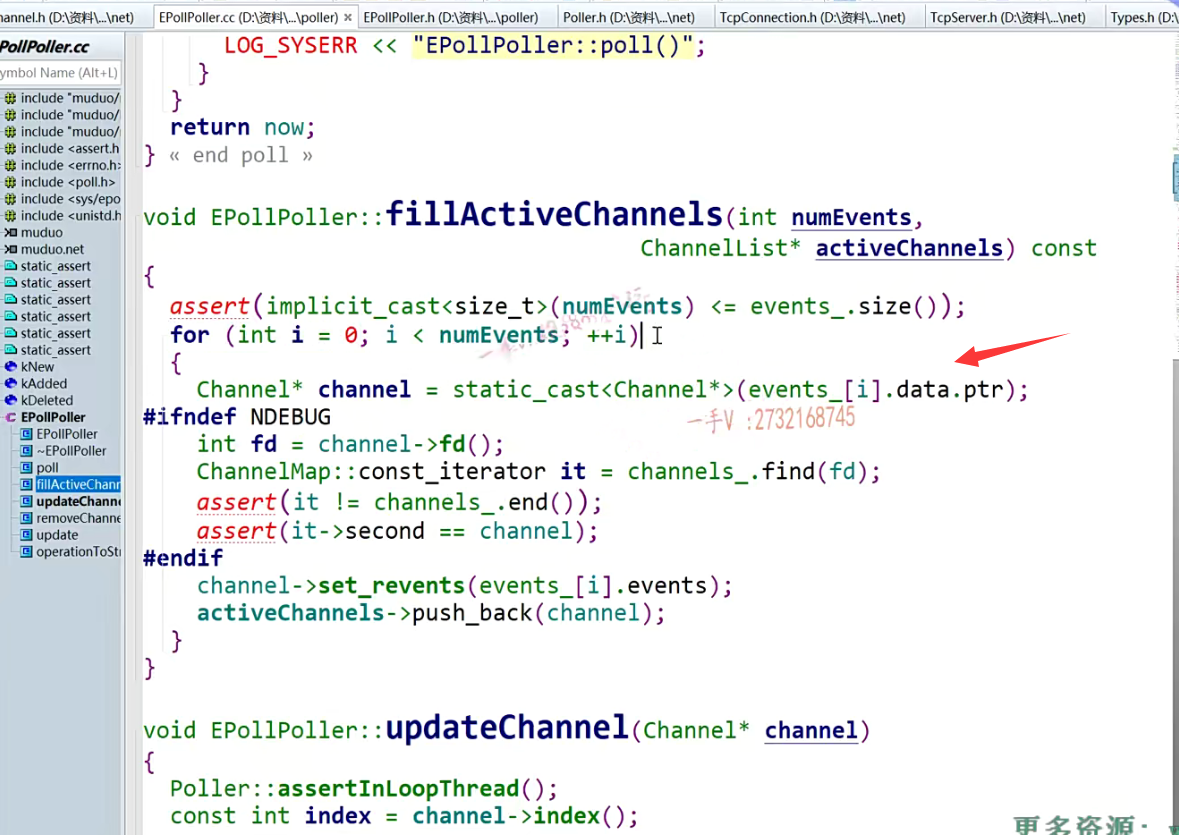 annel.h (D:\资料\...\net)
EPollPoller.cc (D:\资料\...\poller) ×
EPollPoller.h (D:\资料\...\poller)
Poller.h (D:\资料\...\net)
TcpConnection.h (D:\资料\...\net)
TcpServer.h (D:\资料\...\net)
Types.h (D:\
PollPoller.cc
ymbol Name (Alt+L)
include "muduo/
include "muduo/
include "muduo/
include <assert.h
include <errno.h>
include <poll.h>
include <sys/epo
include <unistd.h
muduo
muduo.net
static_assert
static_assert
static_assert
static_assert
static_assert
static_assert
kNew
kAdded
kDeleted
EPollPoller
EPollPoller
~EPollPoller
poll
fillActiveChann
updateChanne
removeChanne
update
operationToStr
LOG_SYSERR << "EPollPoller::poll()";
}
}
return now;
} « end poll »
void EPollPoller::fillActiveChannels(int numEvents,
ChannelList* activeChannels) const
{
assert(implicit_cast<size_t>(numEvents) <= events_.size());
for (int i = 0; i < numEvents; ++i)
{
Channel* channel = static_cast<Channel*>(events_[i].data.ptr);
#ifndef NDEBUG
一手V :2732168745
int fd = channel->fd();
ChannelMap::const_iterator it = channels_.find(fd);
assert(it != channels_.end());
assert(it->second == channel);
#endif
channel->set_revents(events_[i].events);
activeChannels->push_back(channel);
}
}
void EPollPoller::updateChannel(Channel* channel)
{
Poller::assertInLoopThread();
const int index = channel->index();
更多资源：